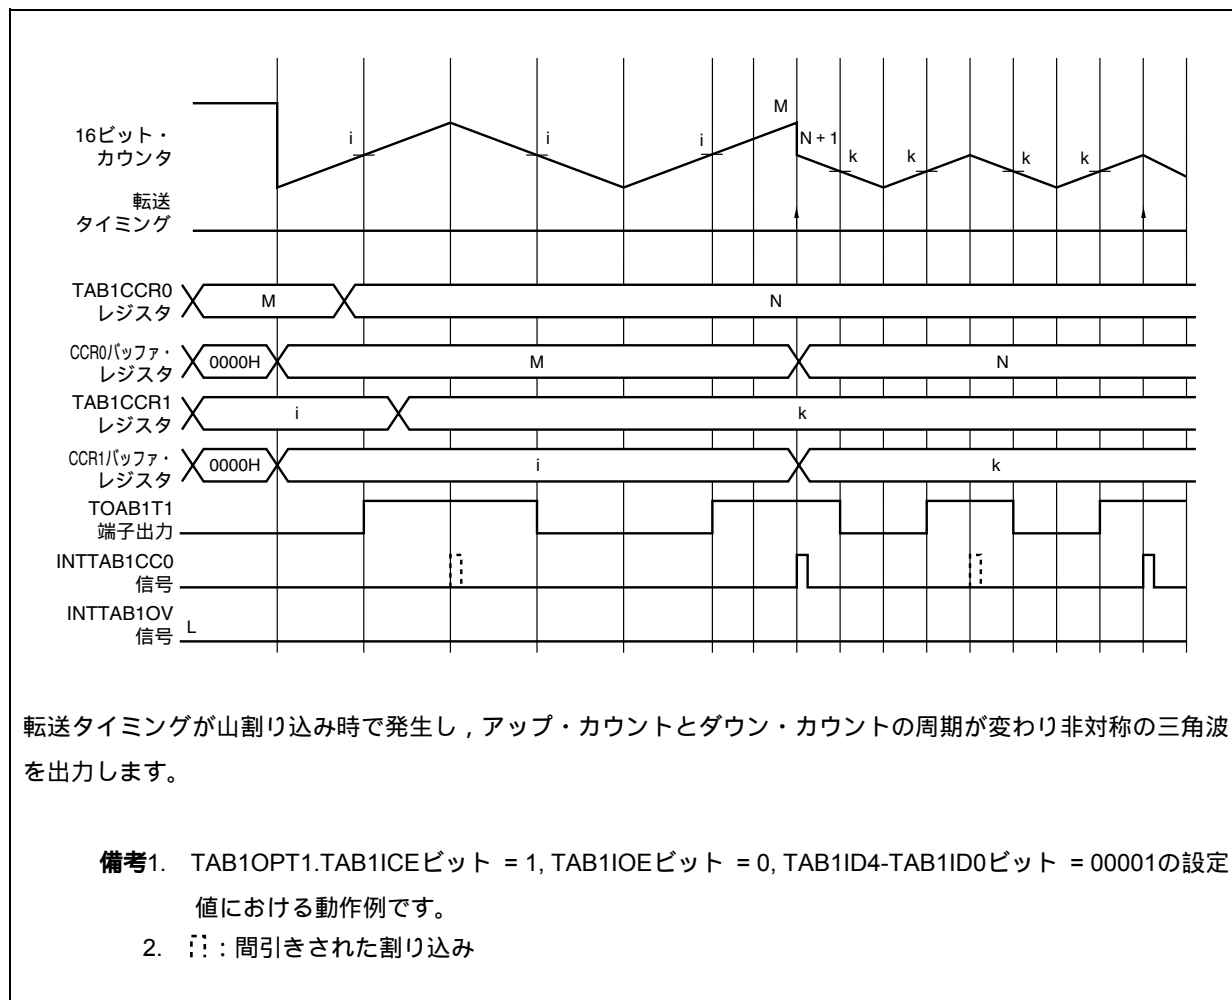 16ビット・
カウンタ
i
i
i
M
N + 1
k
k
k
k
転送
タイミング
TAB1CCR0
レジスタ
M
N
CCR0バッファ・
レジスタ
0000H
M
N
TAB1CCR1
レジスタ
i
k
CCR1バッファ・
レジスタ
0000H
i
k
TOAB1T1
端子出力
INTTAB1CC0
信号
INTTAB1OV
信号
L
転送タイミングが山割り込み時で発生し，アップ・カウントとダウン・カウントの周期が変わり非対称の三角波
を出力します。
備考1. TAB1OPT1.TAB1ICEビット = 1, TAB1IOEビット = 0, TAB1ID4-TAB1ID0ビット = 00001の設定
値における動作例です。
2. ：間引きされた割り込み